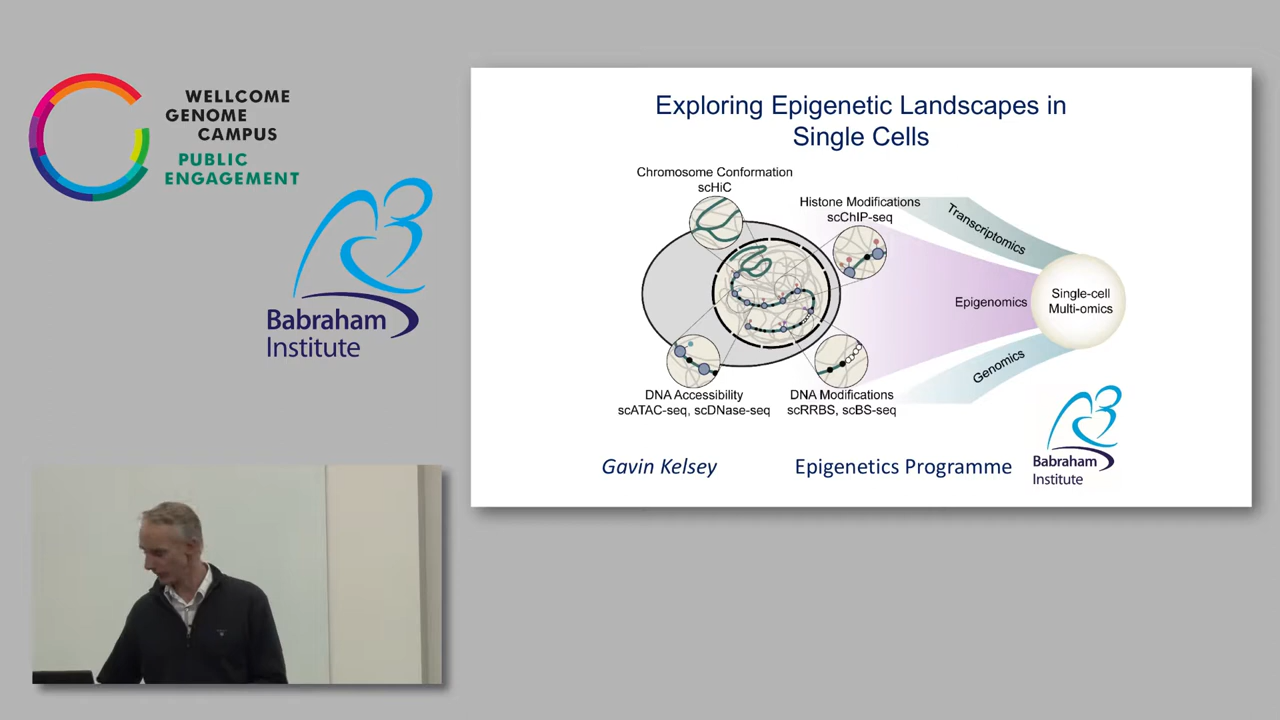 WELLCOME
GENOME
CAMPUS
PUBLIC
ENGAGEMENT
Babraham
Institute
Exploring Epigenetic Landscapes in
Single Cells
Chromosome Conformation
scHiC
Histone Modifications
scChIP-seq
Transcriptomics
Epigenomics
Single-cell
Multi-omics
Genomics
DNA Accessibility
scATAC-seq, scDNase-seq
DNA Modifications
scRRBS, scBS-seq
Gavin Kelsey
Epigenetics Programme
Babraham
Institute